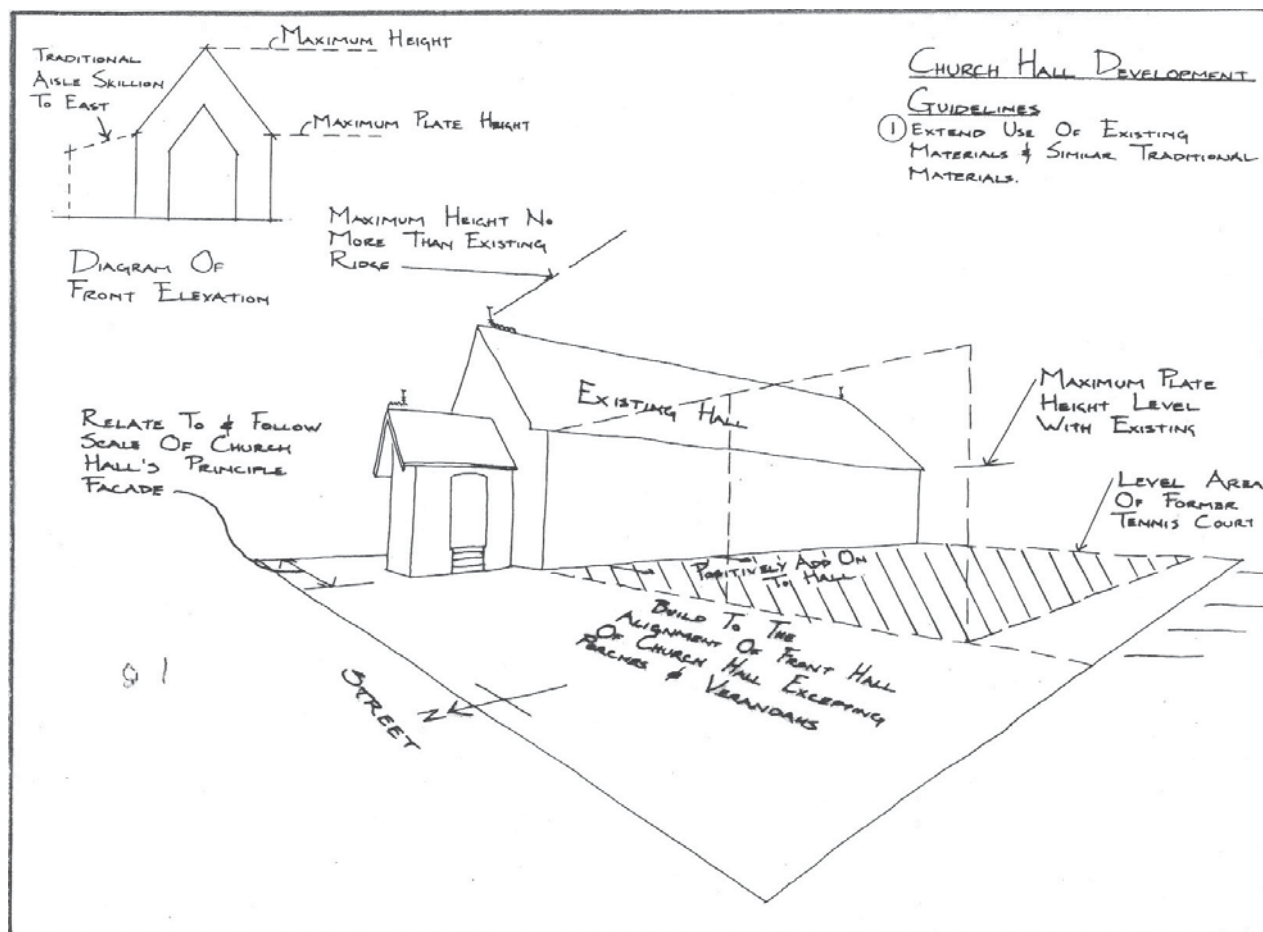 MAXIMUM HEIGHT
TRADITIONAL
AISLE SKILLION
TO EAST
MAXIMUM PLATE HEIGHT
DIAGRAM OF
FRONT ELEVATION
CHURCH HALL DEVELOPMENT
GUIDELINES
1 EXTEND USE OF EXISTING
MATERIALS & SIMILAR TRADITIONAL
MATERIALS.
MAXIMUM HEIGHT NO
MORE THAN EXISTING
RIDGE
EXISTING HALL
MAXIMUM PLATE
HEIGHT LEVEL
WITH EXISTING
RELATE TO & FOLLOW
SCALE OF CHURCH
HALL'S PRINCIPLE
FACADE
LEVEL AREA
OF FORMER
TENNIS COURT
POSITIVELY ADD ON
TO HALL
BUILD TO THE
ALIGNMENT OF FRONT HALL
OF CHURCH HALL EXCEPTING
PORCHES & VERANDAHS
STREET
N